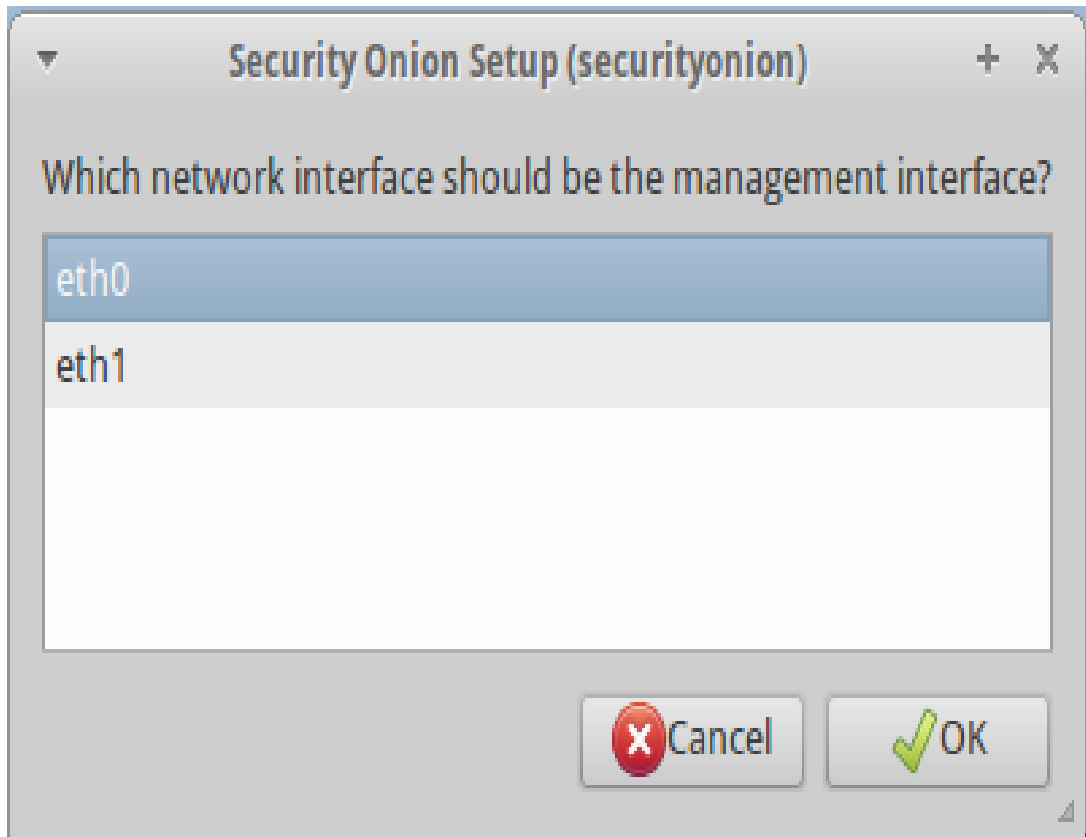 Security Onion Setup (securityonion)
Which network interface should be the management interface?
eth0
eth1
Cancel
OK